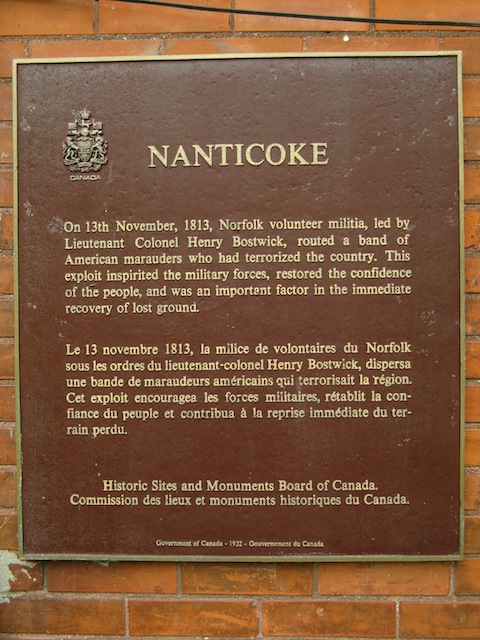 CANADA
NANTICOKE
On 13th November, 1813, Norfolk volunteer militia, led by
Lieutenant Colonel Henry Bostwick, routed a band of
American marauders who had terrorized the country. This
exploit inspirited the military forces, restored the confidence
of the people, and was an important factor in the immediate
recovery of lost ground.
Le 13 novembre 1813, la milice de volontaires du Norfolk
sous les ordres du lieutenant-colonel Henry Bostwick, dispersa
une bande de maraudeurs américains qui terrorisait la région.
Cet exploit encouragea les forces militaires, rétablit la con-
fiance du peuple et contribua à la reprise immédiate du ter-
rain perdu.
Historic Sites and Monuments Board of Canada.
Commission des lieux et monuments historiques du Canada.
Government of Canada - 1932 - Gouvernement du Canada